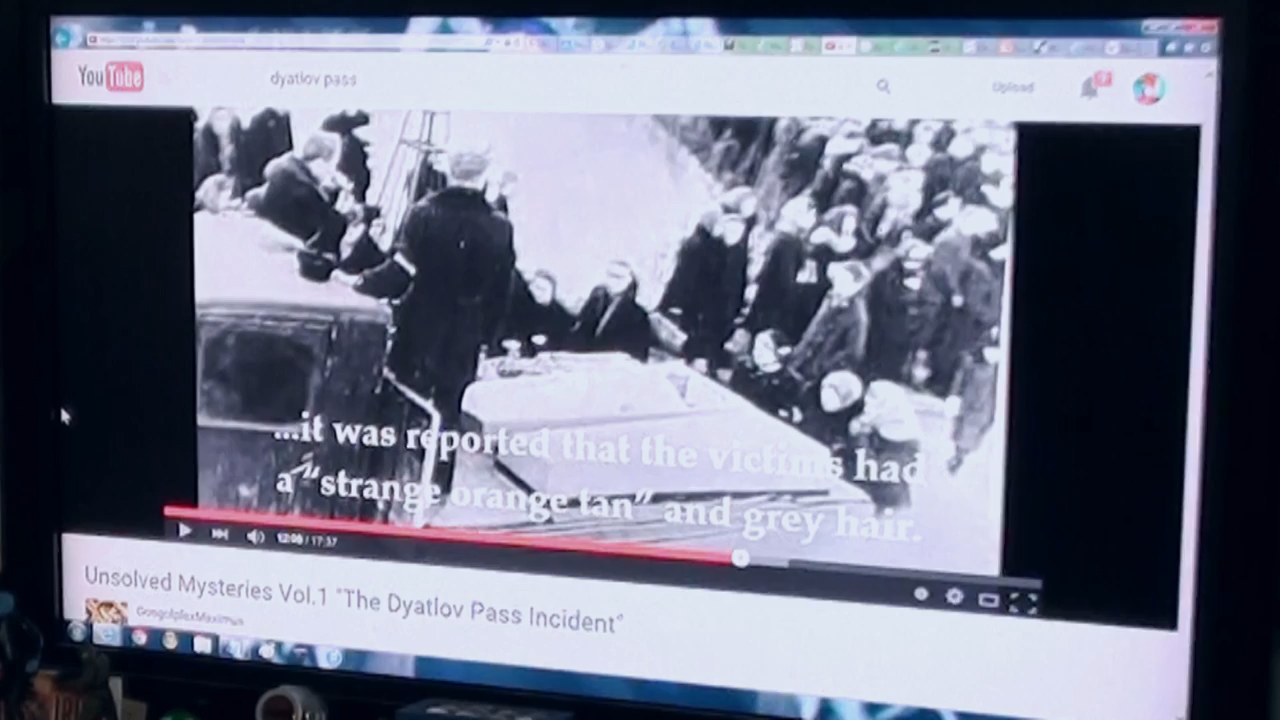 YouTube
dyatlov pass
Upload
...it was reported that the victims had
a "strange orange tan" and grey hair.
12:06 / 17:37
Unsolved Mysteries Vol.1 "The Dyatlov Pass Incident"